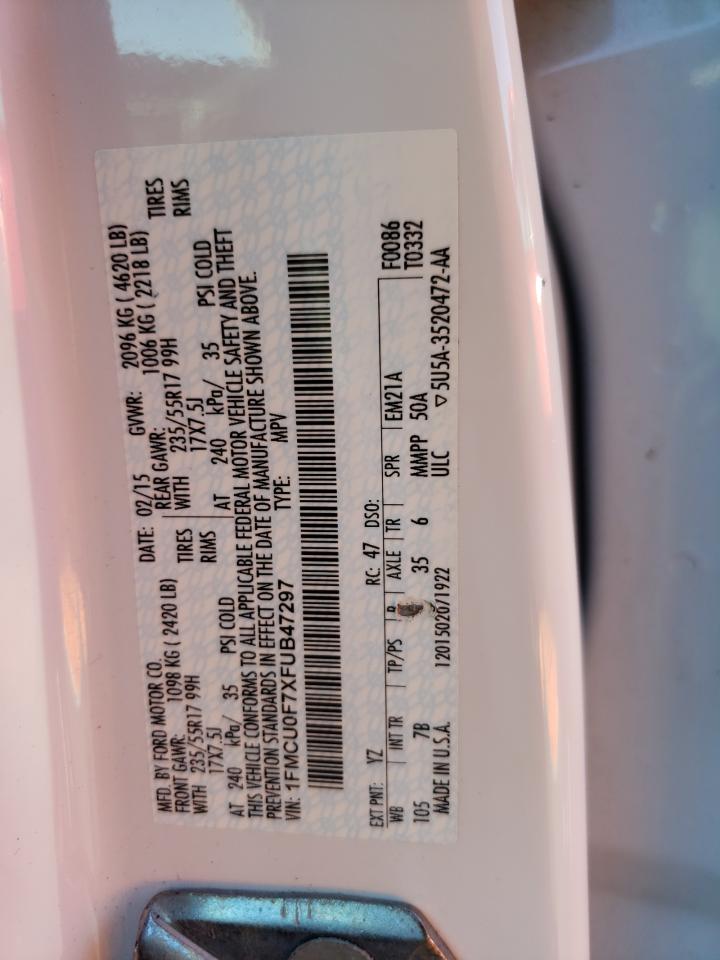 MFD. BY FORD MOTOR CO.
DATE: 02/15 GVWR: 2096 KG ( 4620 LB)
FRONT GAWR: 1098 KG ( 2420 LB) REAR GAWR: 1006 KG ( 2218 LB)
WITH 235/55R17 99H TIRES WITH 235/55R17 99H TIRES
17X7.5J RIMS 17X7.5J RIMS
AT 240 kPa/ 35 PSI COLD AT 240 kPa/ 35 PSI COLD
THIS VEHICLE CONFORMS TO ALL APPLICABLE FEDERAL MOTOR VEHICLE SAFETY AND THEFT
PREVENTION STANDARDS IN EFFECT ON THE DATE OF MANUFACTURE SHOWN ABOVE.
VIN: 1FMCU0F7XFUB47297 TYPE: MPV
EXT PNT: YZ RC: 47 DSO: F0086
WB INT TR TP/PS R AXLE TR SPR EM21A T0332
105 7B 35 6 MMPP 50A
MADE IN U.S.A. ULC ▽5U5A-3520472-AA